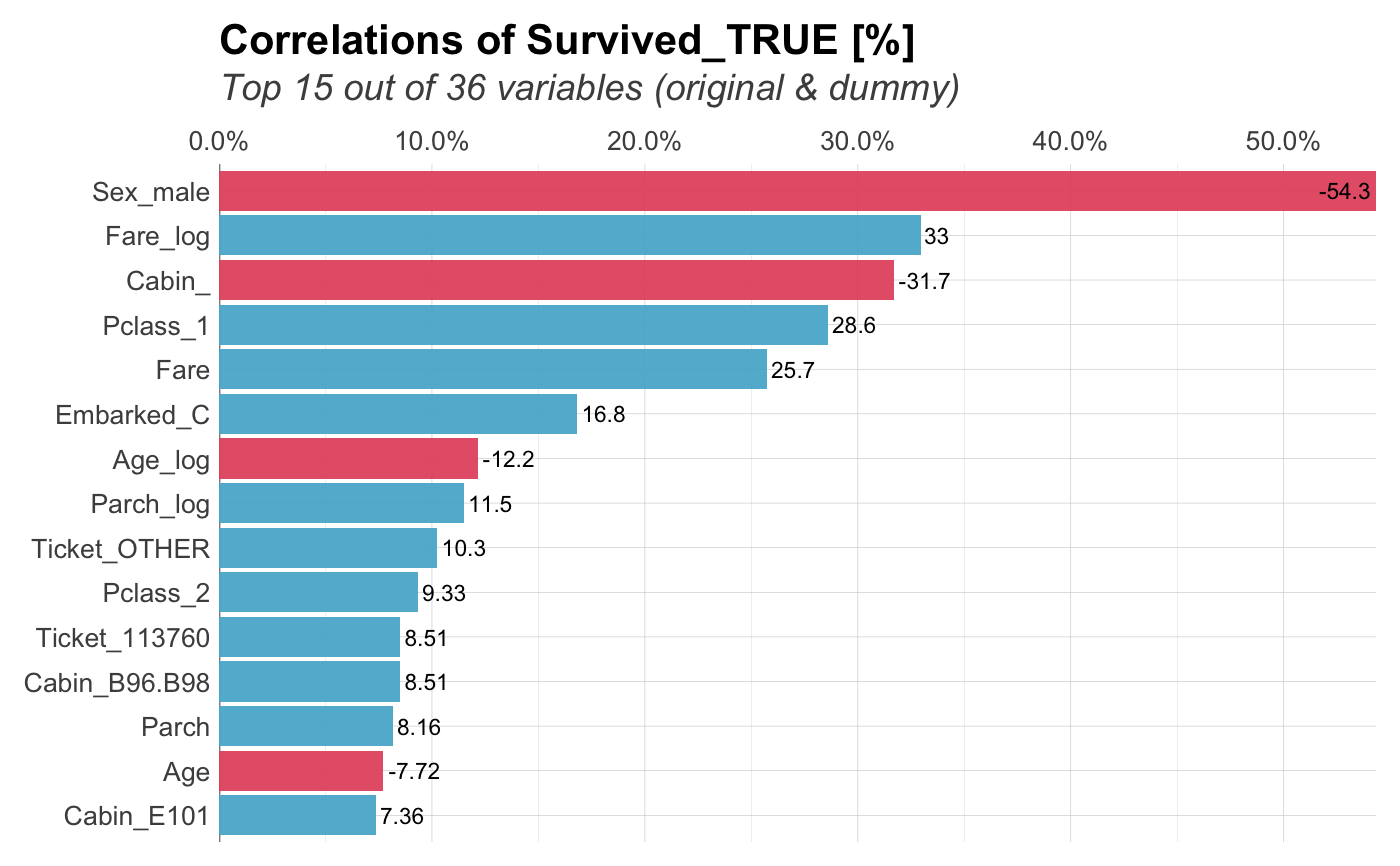 Correlations of Survived_TRUE [%]
Top 15 out of 36 variables (original & dummy)
0.0% 10.0% 20.0% 30.0% 40.0% 50.0%
Sex_male -54.3
Fare_log 33
Cabin_ -31.7
Pclass_1 28.6
Fare 25.7
Embarked_C 16.8
Age_log -12.2
Parch_log 11.5
Ticket_OTHER 10.3
Pclass_2 9.33
Ticket_113760 8.51
Cabin_B96.B98 8.51
Parch 8.16
Age -7.72
Cabin_E101 7.36